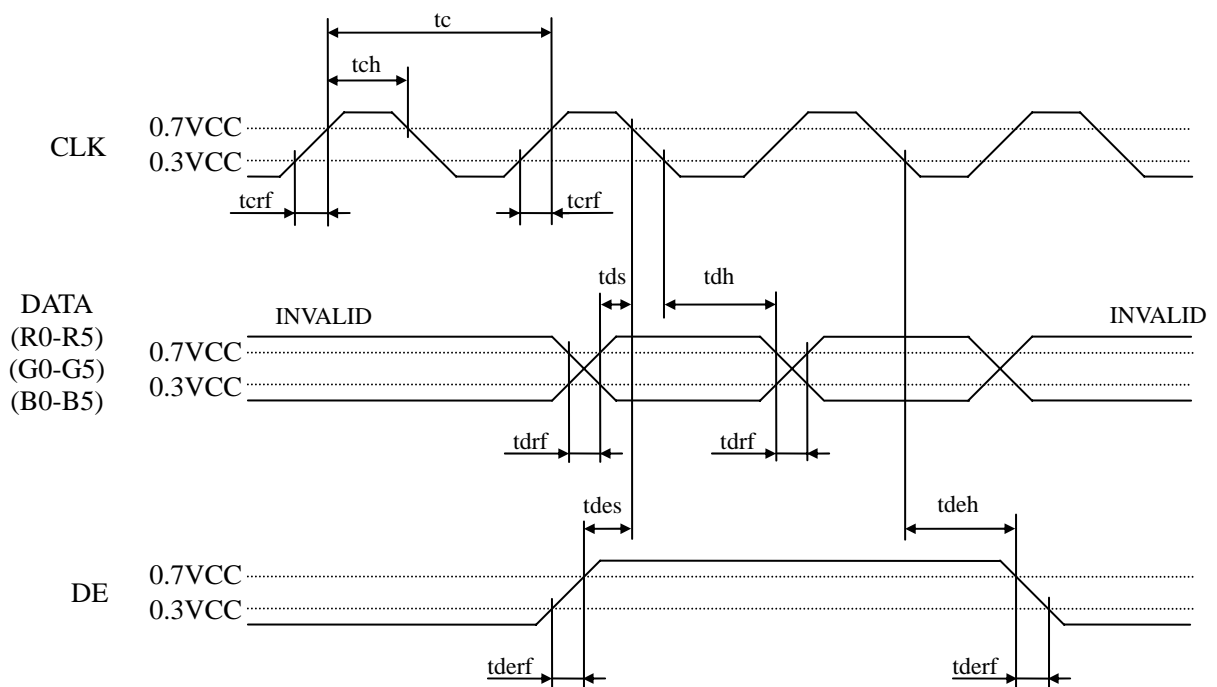 tc
tch
0.7VCC
CLK
0.3VCC
tcrf
tcrf
tds
tdh
DATA
INVALID
INVALID
(R0-R5)
0.7VCC
(G0-G5)
0.3VCC
(B0-B5)
tdrf
tdrf
tdes
tdeh
0.7VCC
DE
0.3VCC
tderf
tderf